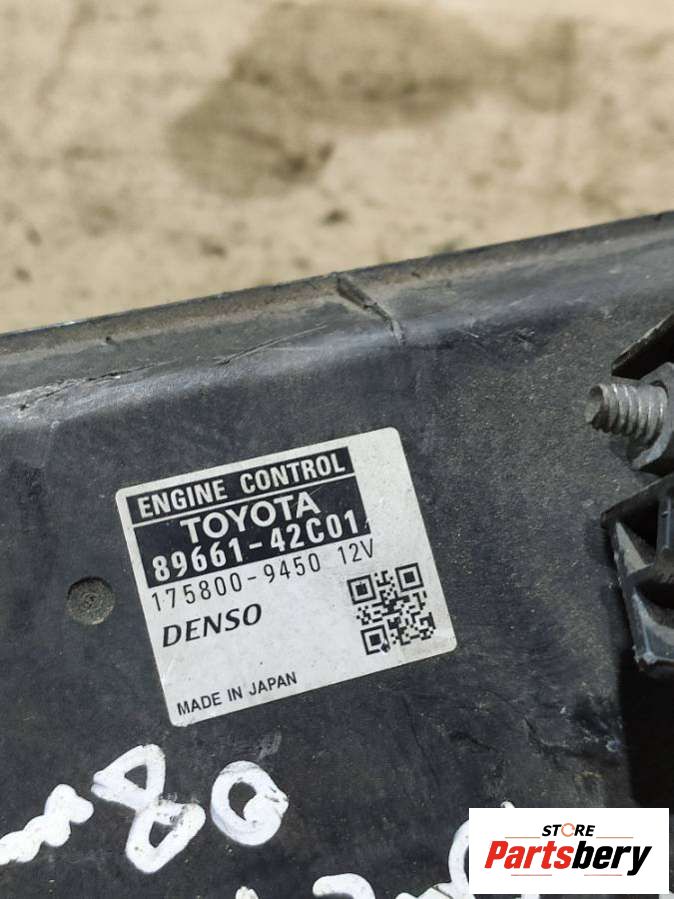 ENGINE CONTROL
TOYOTA
89661-42C01
175800-9450 12V
DENSO
MADE IN JAPAN
STORE
Partsbery